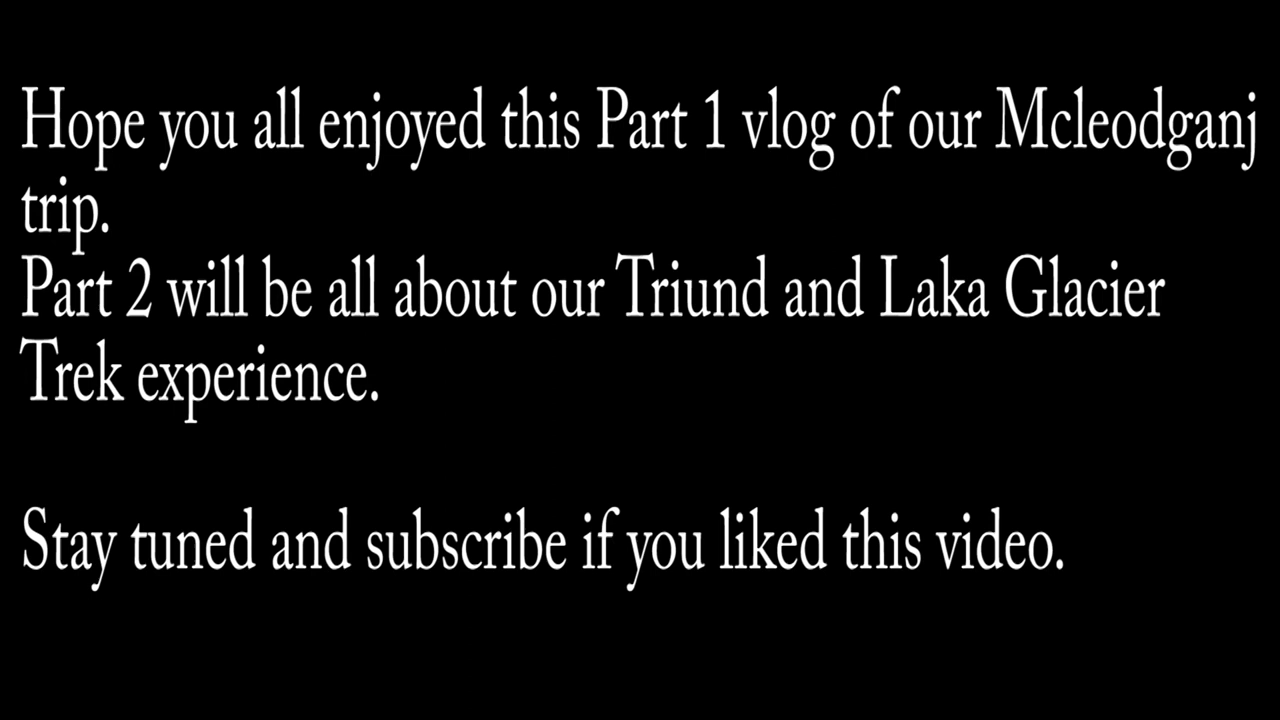 Hope you all enjoyed this Part 1 vlog of our Mcleodganj
trip.
Part 2 will be all about our Triund and Laka Glacier
Trek experience.
Stay tuned and subscribe if you liked this video.